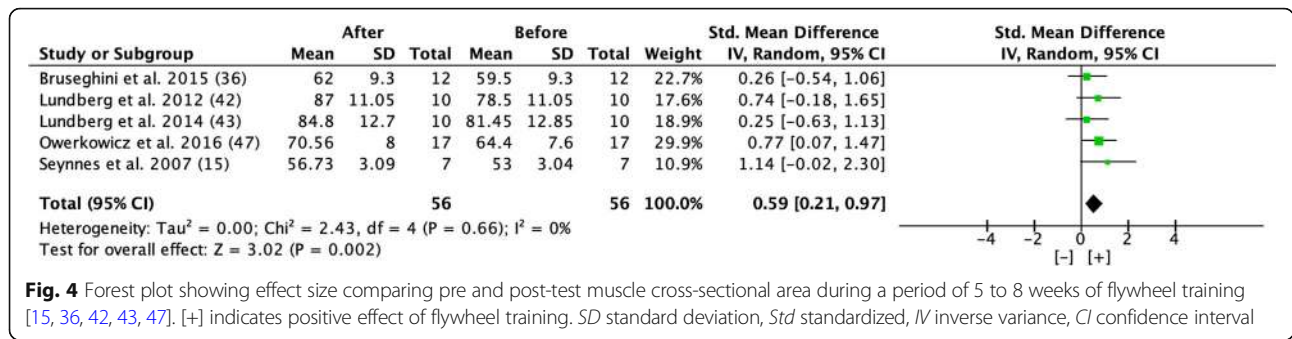 After Before Std. Mean Difference Std. Mean Difference
Study or Subgroup Mean SD Total Mean SD Total Weight IV, Random, 95% CI IV, Random, 95% CI
Bruseghini et al. 2015 (36) 62 9.3 12 59.5 9.3 12 22.7% 0.26 [-0.54, 1.06]
Lundberg et al. 2012 (42) 87 11.05 10 78.5 11.05 10 17.6% 0.74 [-0.18, 1.65]
Lundberg et al. 2014 (43) 84.8 12.7 10 81.45 12.85 10 18.9% 0.25 [-0.63, 1.13]
Owerkowicz et al. 2016 (47) 70.56 8 17 64.4 7.6 17 29.9% 0.77 [0.07, 1.47]
Seynnes et al. 2007 (15) 56.73 3.09 7 53 3.04 7 10.9% 1.14 [-0.02, 2.30]
Total (95% CI) 56 56 100.0% 0.59 [0.21, 0.97]
Heterogeneity: Tau² = 0.00; Chi² = 2.43, df = 4 (P = 0.66); I² = 0%
Test for overall effect: Z = 3.02 (P = 0.002)
-4 -2 0 2 4
[-] [+]
Fig. 4 Forest plot showing effect size comparing pre and post-test muscle cross-sectional area during a period of 5 to 8 weeks of flywheel training
[15, 36, 42, 43, 47]. [+] indicates positive effect of flywheel training. SD standard deviation, Std standardized, IV inverse variance, CI confidence interval